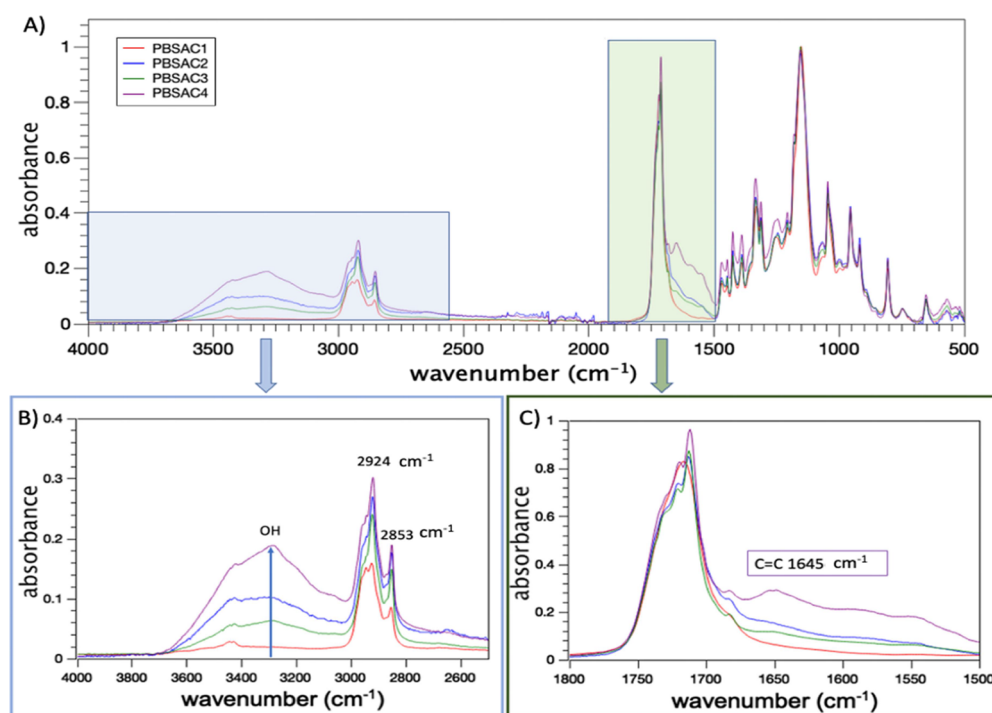 A)
PBSAC1
PBSAC2
PBSAC3
PBSAC4
absorbance
1
0.8
0.6
0.4
0.2
0
4000 3500 3000 2500 2000 1500 1000 500
wavenumber (cm⁻¹)
B)
absorbance
0.4
0.3
0.2
0.1
0
OH
2924 cm⁻¹
2853 cm⁻¹
4000 3800 3600 3400 3200 3000 2800 2600
wavenumber (cm⁻¹)
C)
absorbance
1
0.8
0.6
0.4
0.2
0
C=C 1645 cm⁻¹
1800 1750 1700 1650 1600 1550 1500
wavenumber (cm⁻¹)